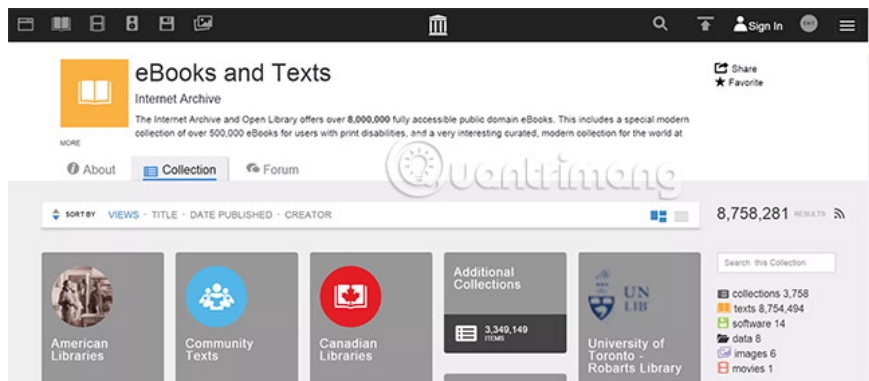 Sign In
EXIT
eBooks and Texts
Internet Archive
The Internet Archive and Open Library offers over 8,000,000 fully accessible public domain eBooks. This includes a special modern
collection of over 500,000 eBooks for users with print disabilities, and a very interesting curated, modern collection for the world at
MORE
Share
Favorite
About
Collection
Forum
Quantrimang
SORT BY VIEWS · TITLE · DATE PUBLISHED · CREATOR
8,758,281 RESULTS
American
Libraries
Community
Texts
Canadian
Libraries
Additional
Collections
3,349,149
ITEMS
UN
LIB
University of
Toronto -
Robarts Library
Search this Collection
collections 3,758
texts 8,754,494
software 14
data 8
images 6
movies 1